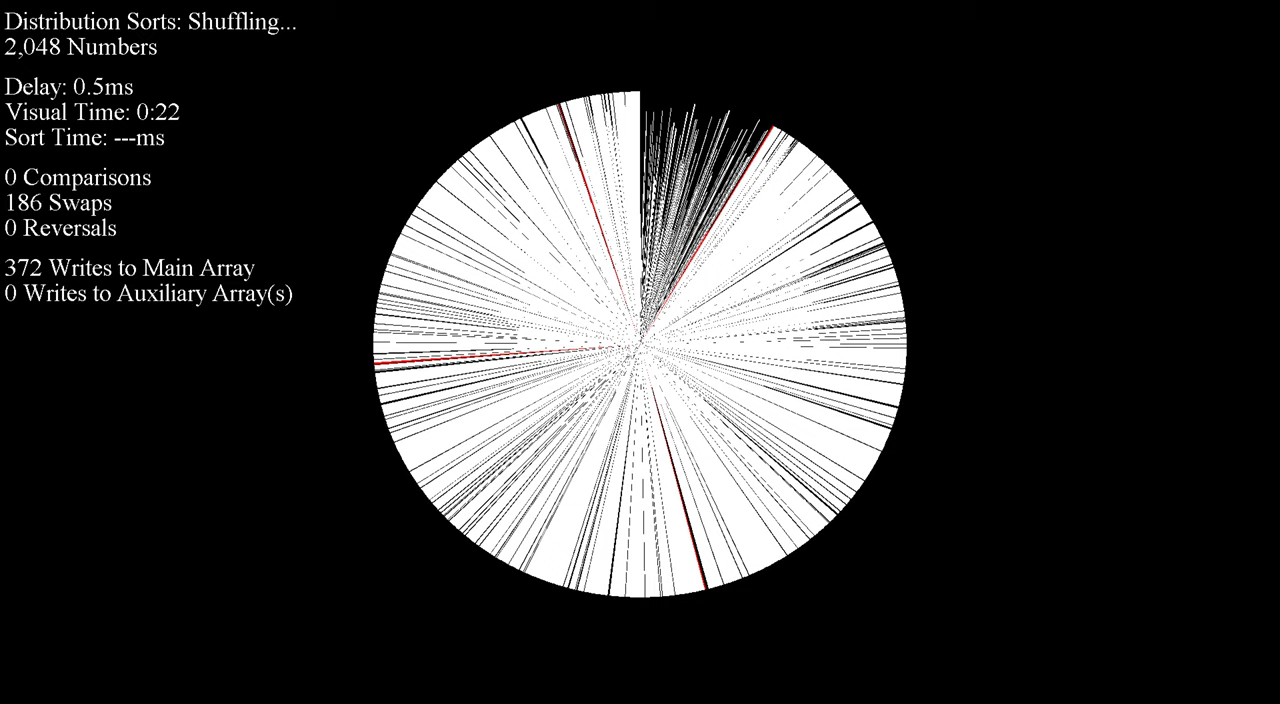 Distribution Sorts: Shuffling...
2,048 Numbers
Delay: 0.5ms
Visual Time: 0:22
Sort Time: ---ms
0 Comparisons
186 Swaps
0 Reversals
372 Writes to Main Array
0 Writes to Auxiliary Array(s)